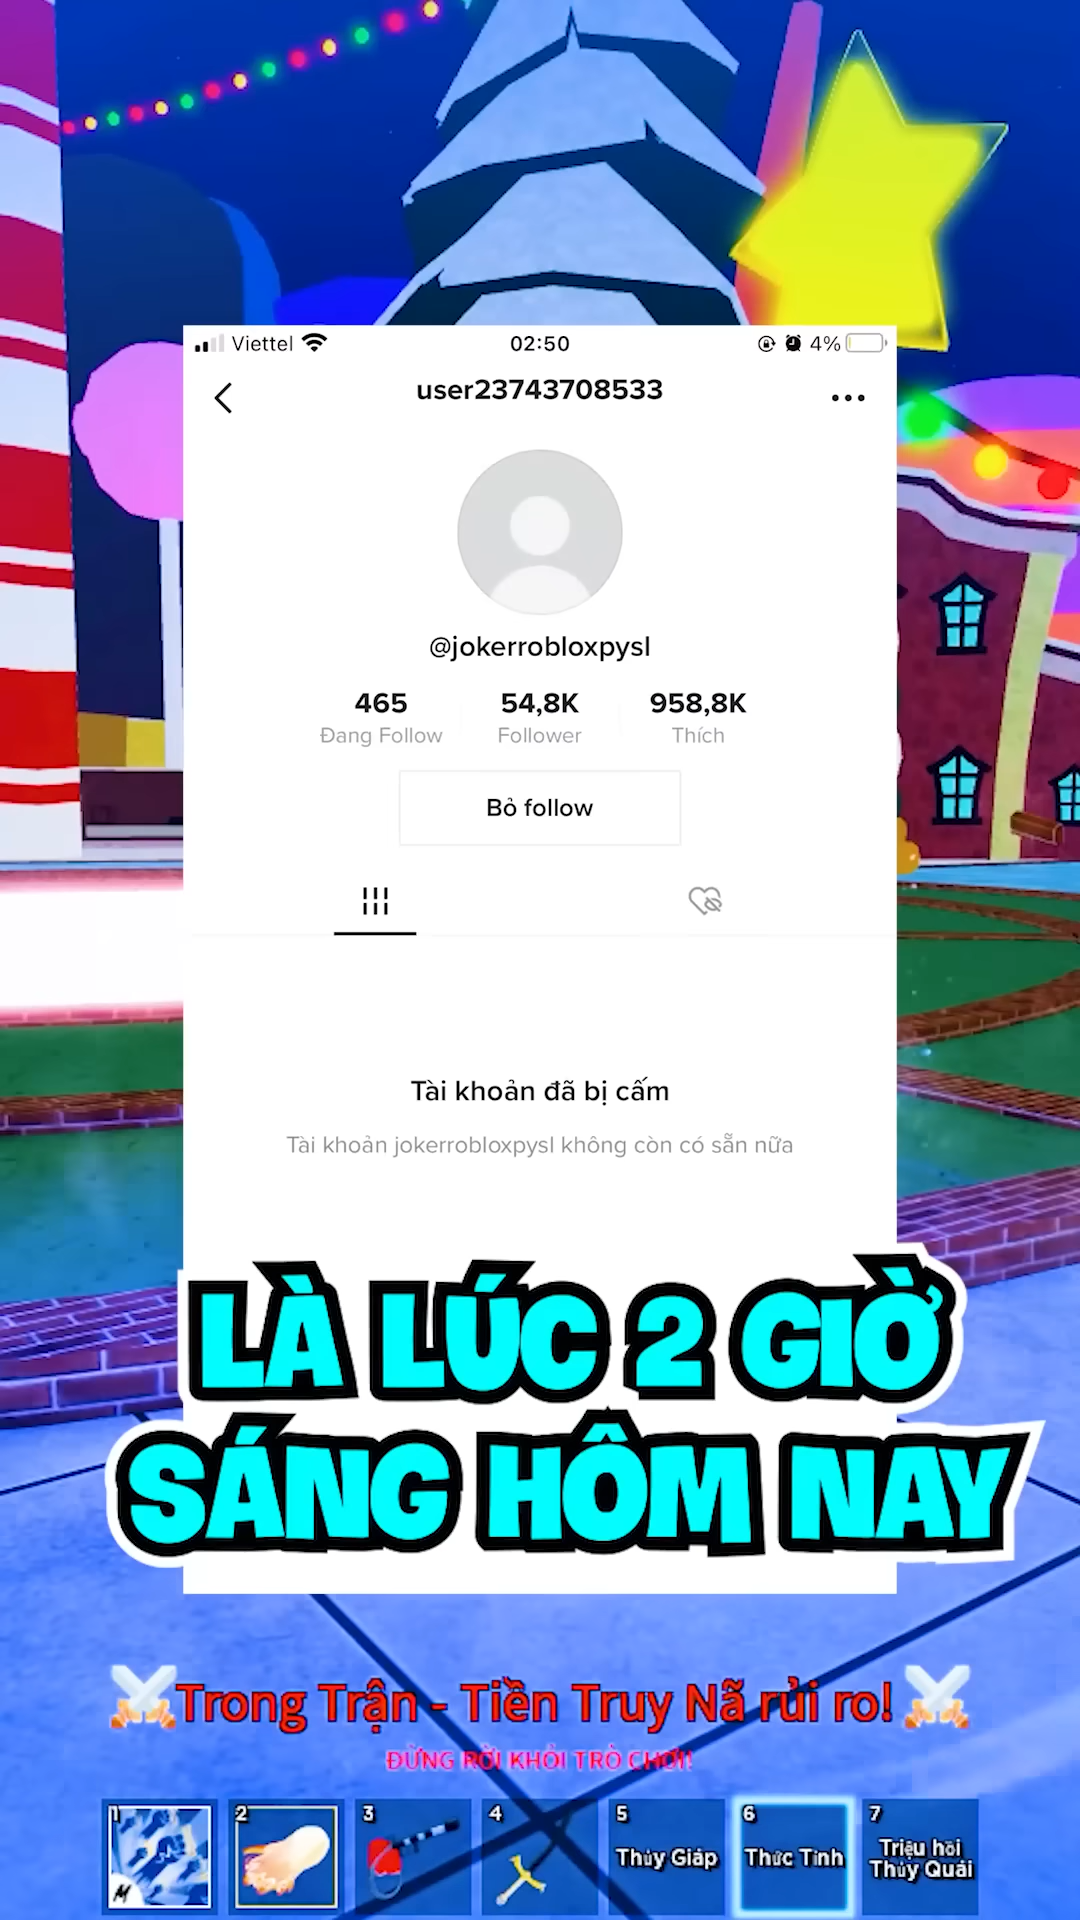 Viettel 02:50 4%
user23743708533
@jokerrobloxpysl
465 54,8K 958,8K
Đang Follow Follower Thích
Bỏ follow
Tài khoản đã bị cấm
Tài khoản jokerrobloxpysl không còn có sẵn nữa
LÀ LÚC 2 GIỜ
SÁNG HÔM NAY
Trong Trận - Tiền Truy Nã rủi ro!
ĐỪNG RỜI KHỎI TRÒ CHƠI!
1 2 3 4 5 6 7
M Thủy Giáp Thức Tỉnh Triệu hồi
Thủy Quái